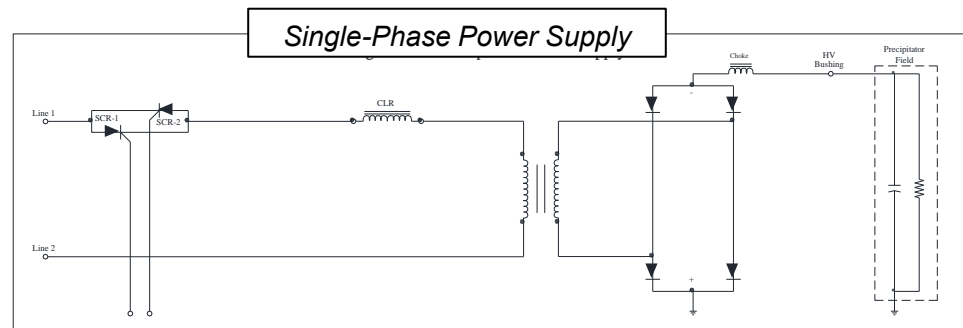 Single-Phase Power Supply
Choke
HV
Bushing
Precipitator
Field
-
CLR
Line 1
SCR-1
SCR-2
Line 2
+